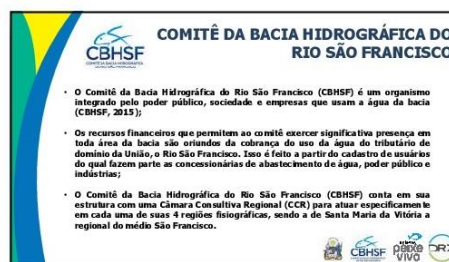 COMITÊ DA BACIA HIDROGRÁFICA DO
RIO SÃO FRANCISCO
CBHSF
• O Comitê da Bacia Hidrográfica do Rio São Francisco (CBHSF) é um organismo
integrado pelo poder público, sociedade e empresas que usam a água da bacia
(CBHSF, 2015);
• Os recursos financeiros que permitem ao comitê exercer significativa presença em
toda área da bacia são oriundos da cobrança do uso da água do tributário de
domínio da União, o Rio São Francisco. Isso é feito a partir do cadastro de usuários
do qual fazem parte as concessionárias de abastecimento de água, poder público e
indústrias;
• O Comitê da Bacia Hidrográfica do Rio São Francisco (CBHSF) conta em sua
estrutura com uma Câmara Consultiva Regional (CCR) para atuar especificamente
em cada uma de suas 4 regiões fisiográficas, sendo a de Santa Maria da Vitória a
regional do médio São Francisco.
CBHSF
peixe
vivo